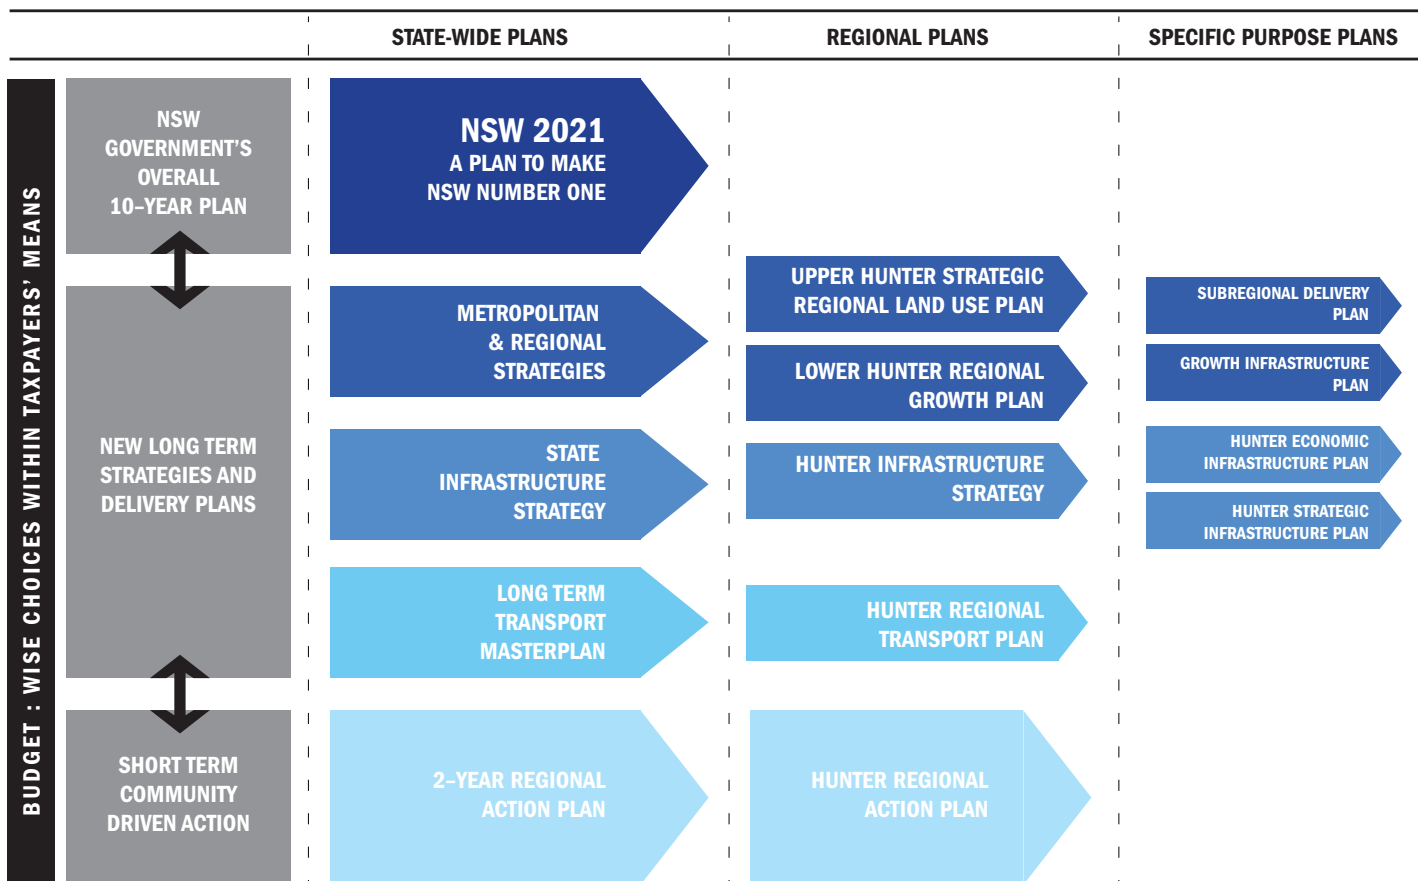 STATE-WIDE PLANS
REGIONAL PLANS
SPECIFIC PURPOSE PLANS
BUDGET : WISE CHOICES WITHIN TAXPAYERS' MEANS
NSW
GOVERNMENT'S
OVERALL
10–YEAR PLAN
NSW 2021
A PLAN TO MAKE
NSW NUMBER ONE
NEW LONG TERM
STRATEGIES AND
DELIVERY PLANS
METROPOLITAN
& REGIONAL
STRATEGIES
UPPER HUNTER STRATEGIC
REGIONAL LAND USE PLAN
LOWER HUNTER REGIONAL
GROWTH PLAN
SUBREGIONAL DELIVERY
PLAN
GROWTH INFRASTRUCTURE
PLAN
STATE
INFRASTRUCTURE
STRATEGY
HUNTER INFRASTRUCTURE
STRATEGY
HUNTER ECONOMIC
INFRASTRUCTURE PLAN
HUNTER STRATEGIC
INFRASTRUCTURE PLAN
LONG TERM
TRANSPORT
MASTERPLAN
HUNTER REGIONAL
TRANSPORT PLAN
SHORT TERM
COMMUNITY
DRIVEN ACTION
2–YEAR REGIONAL
ACTION PLAN
HUNTER REGIONAL
ACTION PLAN